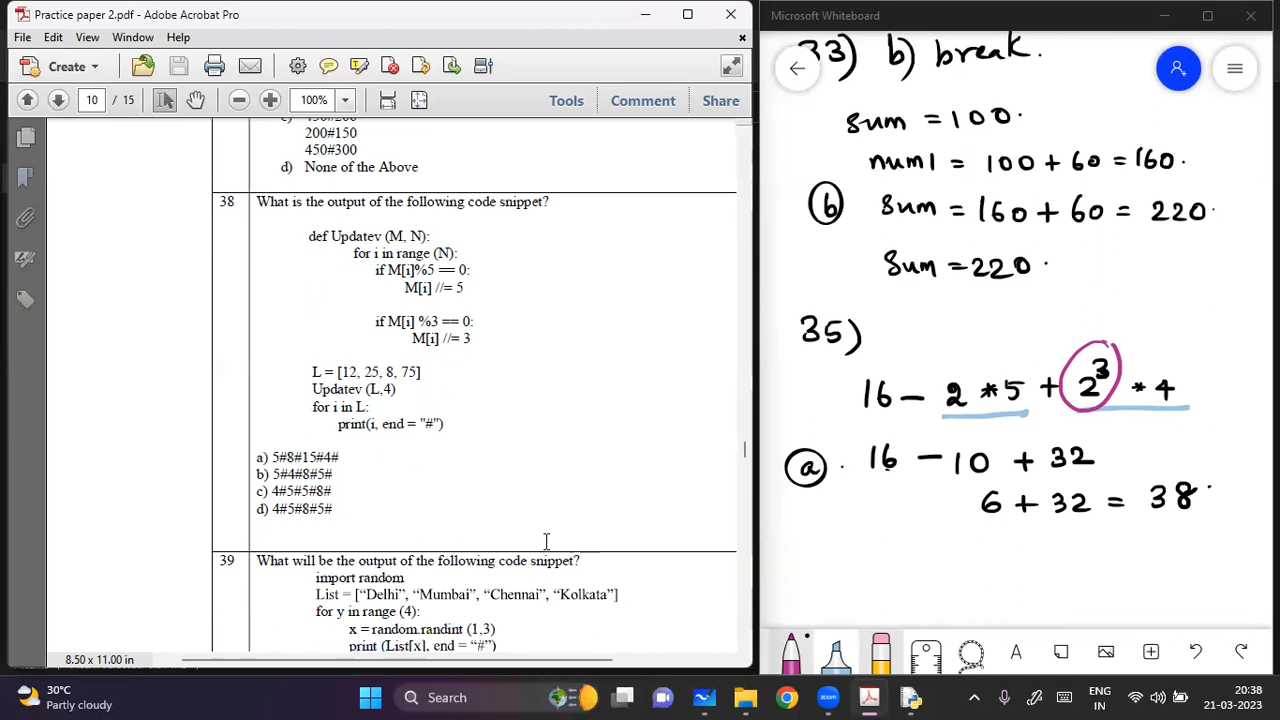 Practice paper 2.pdf - Adobe Acrobat Pro
File Edit View Window Help
Create
10 / 15 100% Tools Comment Share
200#150
450#300
d) None of the Above
38 What is the output of the following code snippet?
def Updatev (M, N):
for i in range (N):
if M[i]%5 == 0:
M[i] //= 5
if M[i] %3 == 0:
M[i] //= 3
L = [12, 25, 8, 75]
Updatev (L,4)
for i in L:
print(i, end = "#")
a) 5#8#15#4#
b) 5#4#8#5#
c) 4#5#5#8#
d) 4#5#8#5#
39 What will be the output of the following code snippet?
import random
List = [“Delhi”, “Mumbai”, “Chennai”, “Kolkata”]
for y in range (4):
x = random.randint (1,3)
print (List[x], end = “#”)
8.50 x 11.00 in
Microsoft Whiteboard
33) b) break.
sum = 100.
num1 = 100 + 60 = 160.
b sum = 160 + 60 = 220.
sum = 220.
35)
16 - 2 * 5 + 2³ * 4
a. 16 - 10 + 32
6 + 32 = 38.
A
30°C
Partly cloudy
Search
zoom
ENG
IN
20:38
21-03-2023